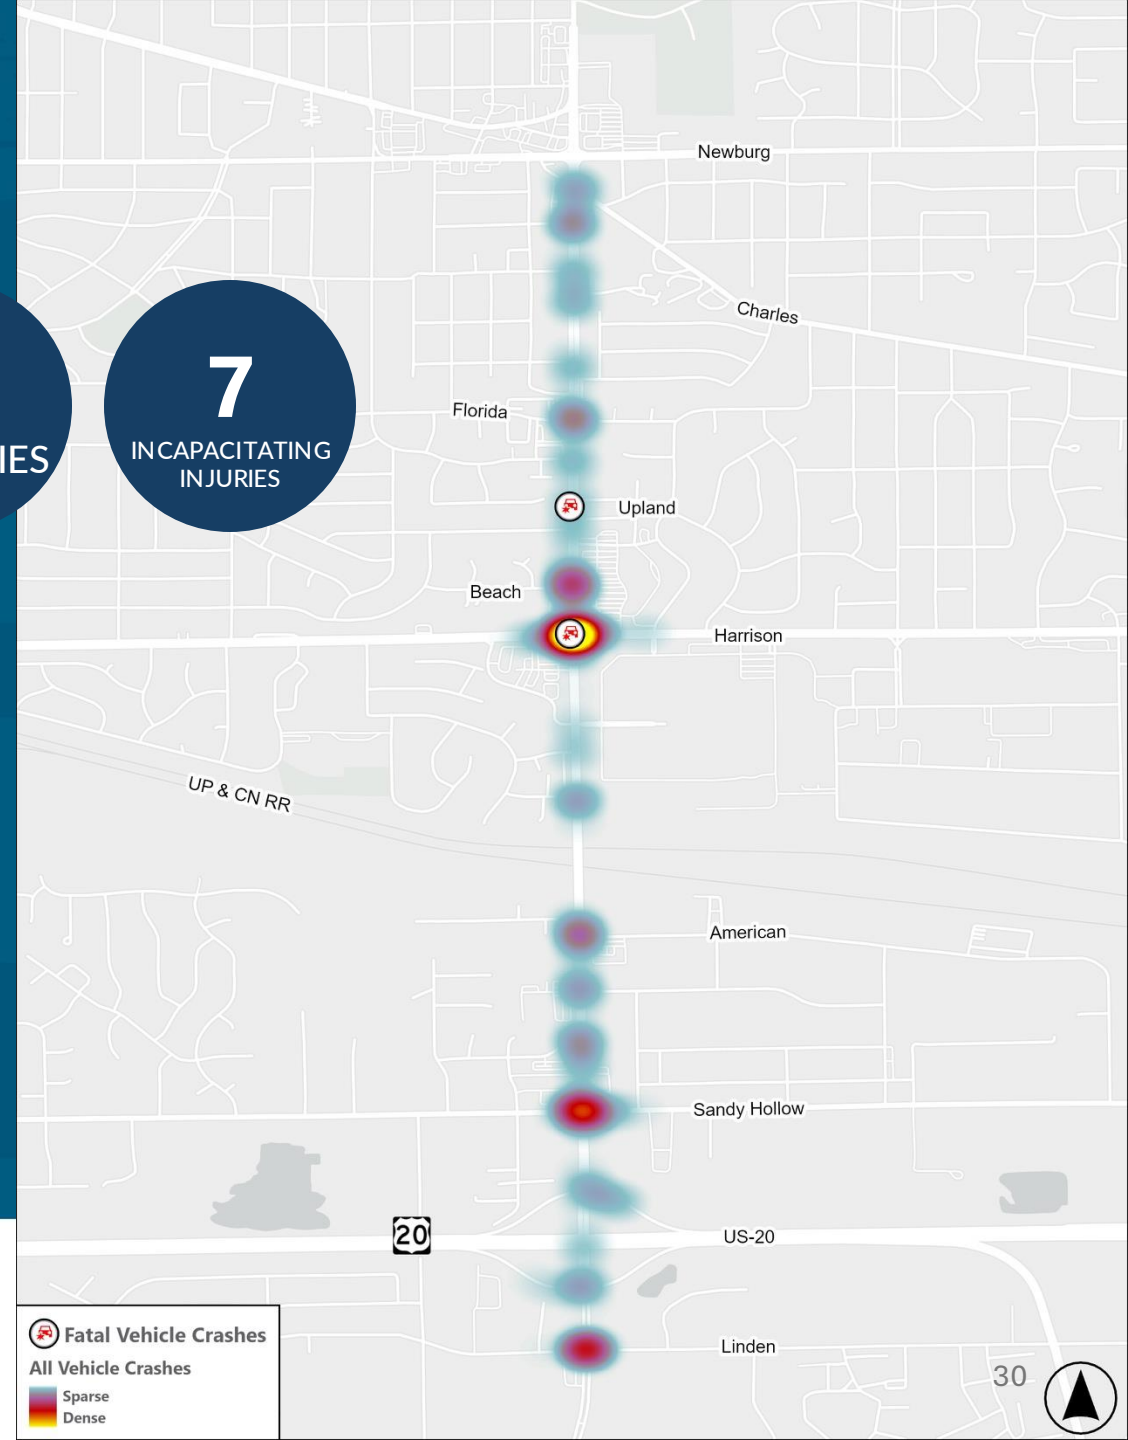 Newburg
Charles
7
INCAPACITATING
INJURIES
IES
Florida
Upland
Beach
Harrison
UP & CN RR
American
Sandy Hollow
20
US-20
Linden
30
Fatal Vehicle Crashes
All Vehicle Crashes
Sparse
Dense